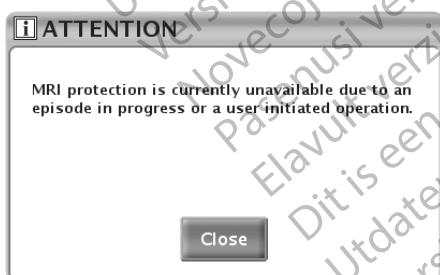 ATTENTION
MRI protection is currently unavailable due to an
episode in progress or a user initiated operation.
Close